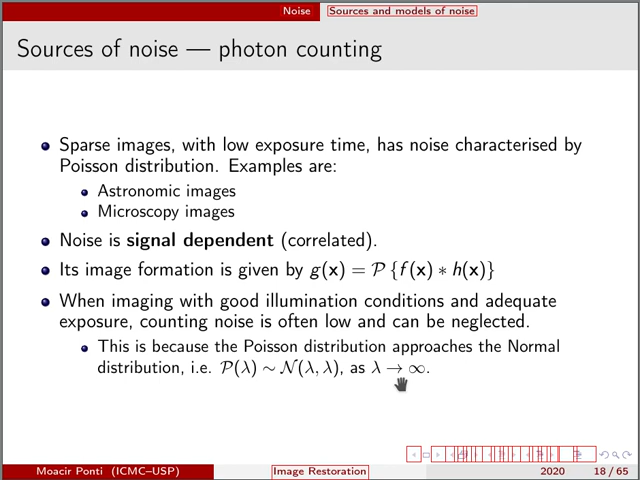 Noise Sources and models of noise
Sources of noise — photon counting
Sparse images, with low exposure time, has noise characterised by
Poisson distribution. Examples are:
Astronomic images
Microscopy images
Noise is signal dependent (correlated).
Its image formation is given by g(x) = P {f(x) ∗ h(x)}
When imaging with good illumination conditions and adequate
exposure, counting noise is often low and can be neglected.
This is because the Poisson distribution approaches the Normal
distribution, i.e. P(λ) ∼ N(λ, λ), as λ → ∞.
Moacir Ponti (ICMC–USP) Image Restoration 2020 18 / 65